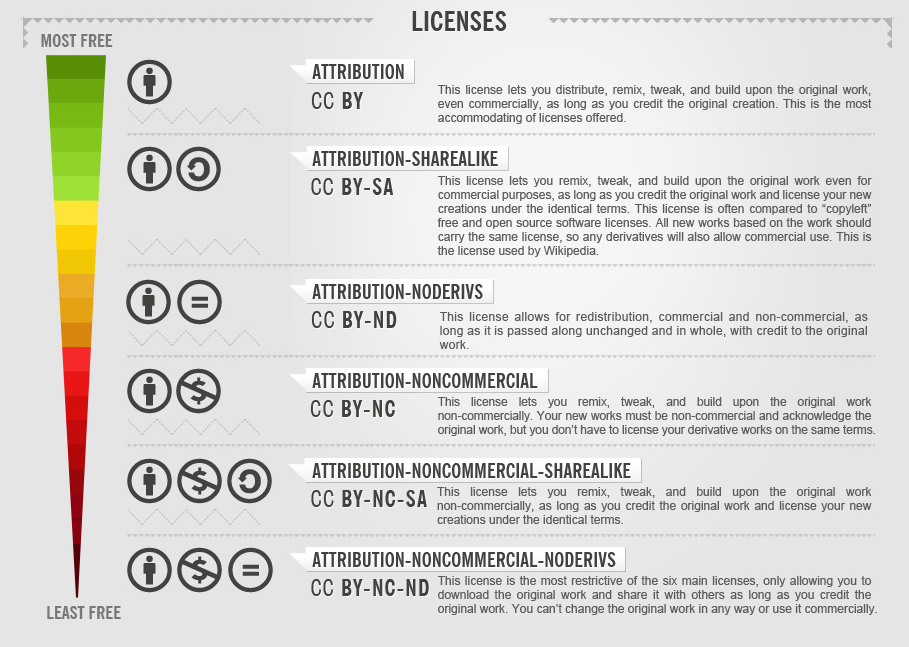 LICENSES
MOST FREE
ATTRIBUTION
CC BY
This license lets you distribute, remix, tweak, and build upon the original work,
even commercially, as long as you credit the original creation. This is the most
accommodating of licenses offered.
ATTRIBUTION-SHAREALIKE
CC BY-SA
This license lets you remix, tweak, and build upon the original work even for
commercial purposes, as long as you credit the original work and license your new
creations under the identical terms. This license is often compared to “copyleft”
free and open source software licenses. All new works based on the work should
carry the same license, so any derivatives will also allow commercial use. This is
the license used by Wikipedia.
ATTRIBUTION-NODERIVS
CC BY-ND
This license allows for redistribution, commercial and non-commercial, as
long as it is passed along unchanged and in whole, with credit to the original
work.
ATTRIBUTION-NONCOMMERCIAL
CC BY-NC
This license lets you remix, tweak, and build upon the original work
non-commercially. Your new works must be non-commercial and acknowledge the
original work, but you don’t have to license your derivative works on the same terms.
ATTRIBUTION-NONCOMMERCIAL-SHAREALIKE
CC BY-NC-SA
This license lets you remix, tweak, and build upon the original work
non-commercially, as long as you credit the original work and license your new
creations under the identical terms.
ATTRIBUTION-NONCOMMERCIAL-NODERIVS
CC BY-NC-ND
This license is the most restrictive of the six main licenses, only allowing you to
download the original work and share it with others as long as you credit the
original work. You can’t change the original work in any way or use it commercially.
LEAST FREE